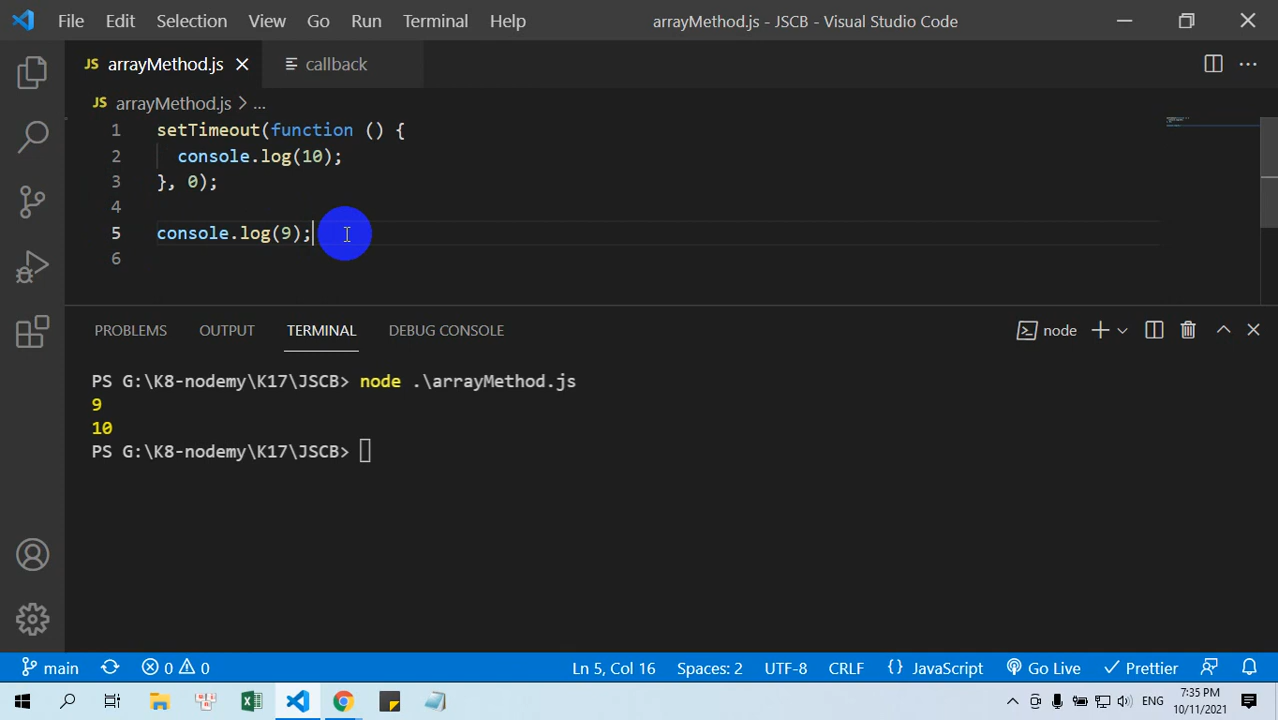 File Edit Selection View Go Run Terminal Help arrayMethod.js - JSCB - Visual Studio Code
JS arrayMethod.js callback
JS arrayMethod.js > ...
1 setTimeout(function () {
2 console.log(10);
3 }, 0);
4
5 console.log(9);
6
PROBLEMS OUTPUT TERMINAL DEBUG CONSOLE node
PS G:\K8-nodemy\K17\JSCB> node .\arrayMethod.js
9
10
PS G:\K8-nodemy\K17\JSCB>
main 0 0 Ln 5, Col 16 Spaces: 2 UTF-8 CRLF {} JavaScript Go Live Prettier
ENG 7:35 PM
10/11/2021